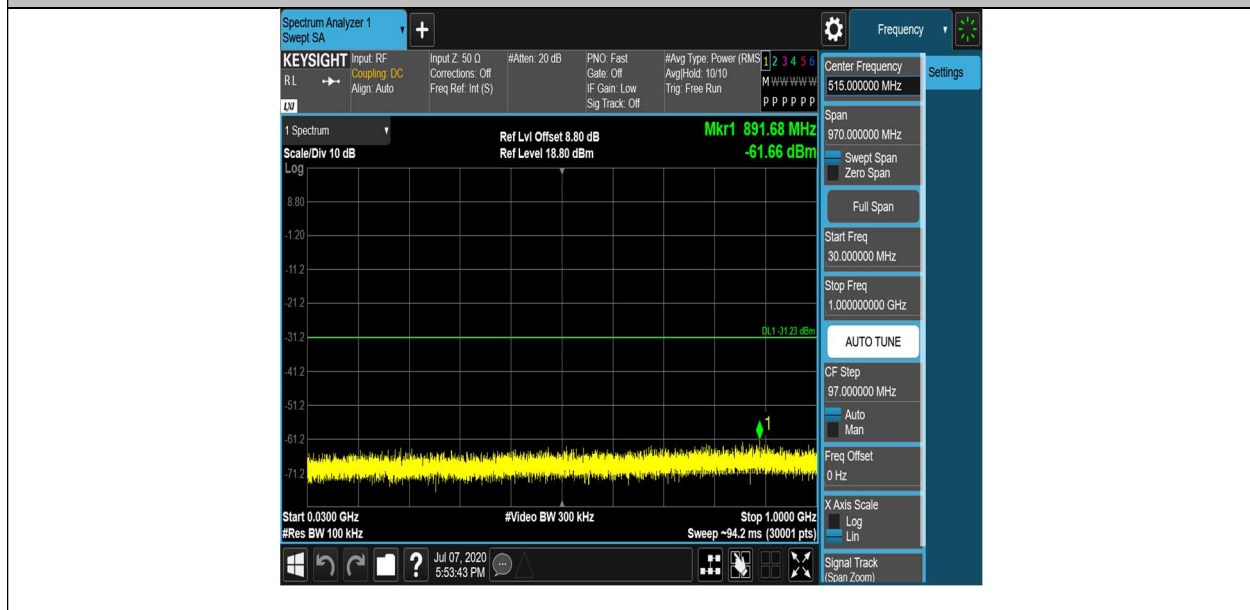 Spectrum Analyzer 1
Swept SA
+
Frequency
KEYSIGHT
RL
LXI
Input: RF
Coupling: DC
Align: Auto
Input Z: 50 Ω
Corrections: Off
Freq Ref: Int (S)
#Atten: 20 dB
PNO: Fast
Gate: Off
IF Gain: Low
Sig Track: Off
#Avg Type: Power (RMS
Avg|Hold: 10/10
Trig: Free Run
1 2 3 4 5 6
M W W W W W
P P P P P P
1 Spectrum
Scale/Div 10 dB
Log
Ref Lvl Offset 8.80 dB
Ref Level 18.80 dBm
Mkr1 891.68 MHz
-61.66 dBm
8.80
-1.20
-11.2
-21.2
-31.2
DL1 -31.23 dBm
-41.2
-51.2
-61.2
1
-71.2
Start 0.0300 GHz
#Res BW 100 kHz
#Video BW 300 kHz
Stop 1.0000 GHz
Sweep ~94.2 ms (30001 pts)
?
Jul 07, 2020
5:53:43 PM
Center Frequency
515.000000 MHz
Span
970.000000 MHz
Swept Span
Zero Span
Full Span
Start Freq
30.000000 MHz
Stop Freq
1.000000000 GHz
AUTO TUNE
CF Step
97.000000 MHz
Auto
Man
Freq Offset
0 Hz
X Axis Scale
Log
Lin
Signal Track
(Span Zoom)
Settings